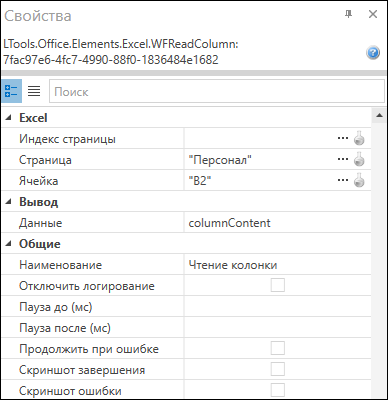 Свойства
LTools.Office.Elements.Excel.WFReadColumn:
7fac97e6-4fc7-4990-88f0-1836484e1682
Поиск
Excel
Индекс страницы
Страница "Персонал"
Ячейка "B2"
Вывод
Данные columnContent
Общие
Наименование Чтение колонки
Отключить логирование
Пауза до (мс)
Пауза после (мс)
Продолжить при ошибке
Скриншот завершения
Скриншот ошибки